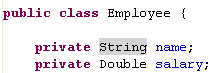 public class Employee {
private String name;
private Double salary;